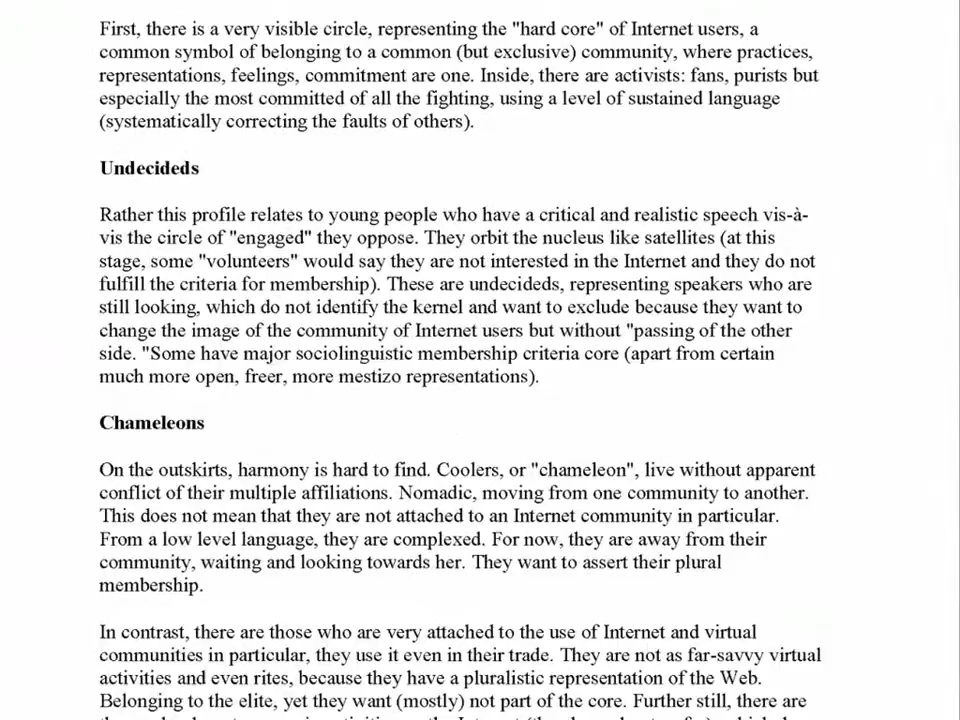 First, there is a very visible circle, representing the "hard core" of Internet users, a
common symbol of belonging to a common (but exclusive) community, where practices,
representations, feelings, commitment are one. Inside, there are activists: fans, purists but
especially the most committed of all the fighting, using a level of sustained language
(systematically correcting the faults of others).
Undecideds
Rather this profile relates to young people who have a critical and realistic speech vis-à-
vis the circle of "engaged" they oppose. They orbit the nucleus like satellites (at this
stage, some "volunteers" would say they are not interested in the Internet and they do not
fulfill the criteria for membership). These are undecideds, representing speakers who are
still looking, which do not identify the kernel and want to exclude because they want to
change the image of the community of Internet users but without "passing of the other
side. "Some have major sociolinguistic membership criteria core (apart from certain
much more open, freer, more mestizo representations).
Chameleons
On the outskirts, harmony is hard to find. Coolers, or "chameleon", live without apparent
conflict of their multiple affiliations. Nomadic, moving from one community to another.
This does not mean that they are not attached to an Internet community in particular.
From a low level language, they are complexed. For now, they are away from their
community, waiting and looking towards her. They want to assert their plural
membership.
In contrast, there are those who are very attached to the use of Internet and virtual
communities in particular, they use it even in their trade. They are not as far-savvy virtual
activities and even rites, because they have a pluralistic representation of the Web.
Belonging to the elite, yet they want (mostly) not part of the core. Further still, there are